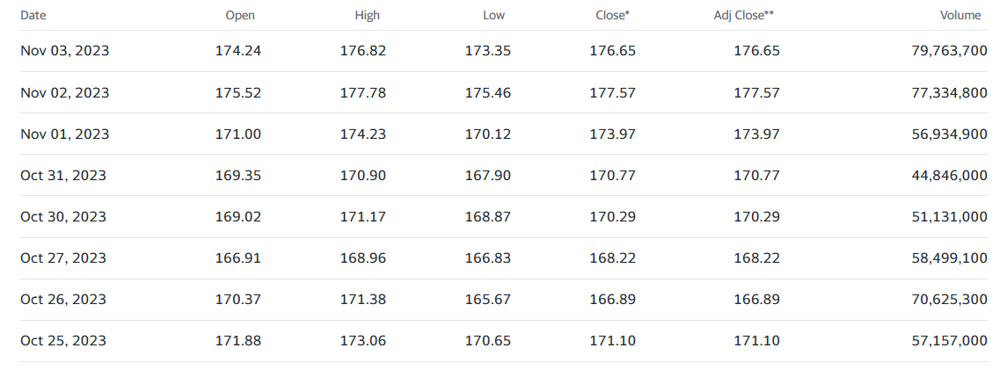 Date Open High Low Close* Adj Close** Volume
Nov 03, 2023 174.24 176.82 173.35 176.65 176.65 79,763,700
Nov 02, 2023 175.52 177.78 175.46 177.57 177.57 77,334,800
Nov 01, 2023 171.00 174.23 170.12 173.97 173.97 56,934,900
Oct 31, 2023 169.35 170.90 167.90 170.77 170.77 44,846,000
Oct 30, 2023 169.02 171.17 168.87 170.29 170.29 51,131,000
Oct 27, 2023 166.91 168.96 166.83 168.22 168.22 58,499,100
Oct 26, 2023 170.37 171.38 165.67 166.89 166.89 70,625,300
Oct 25, 2023 171.88 173.06 170.65 171.10 171.10 57,157,000